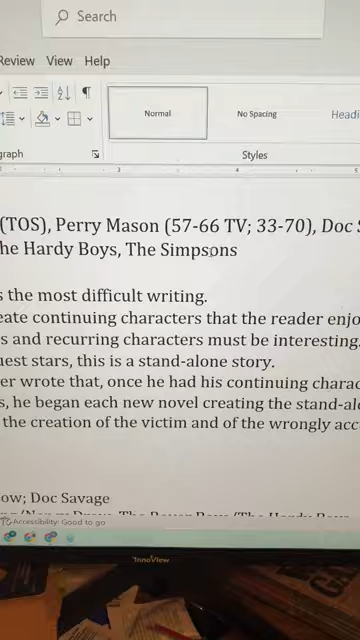 Search
Review View Help
Normal
No Spacing
Headi
graph
Styles
3 4 5
(TOS), Perry Mason (57-66 TV; 33-70), Doc S
he Hardy Boys, The Simpsons
s the most difficult writing.
eate continuing characters that the reader enjo
s and recurring characters must be interesting.
uest stars, this is a stand-alone story.
er wrote that, once he had his continuing charac
s, he began each new novel creating the stand-al
the creation of the victim and of the wrongly acc
ow; Doc Savage
Accessibility: Good to go
InnoView